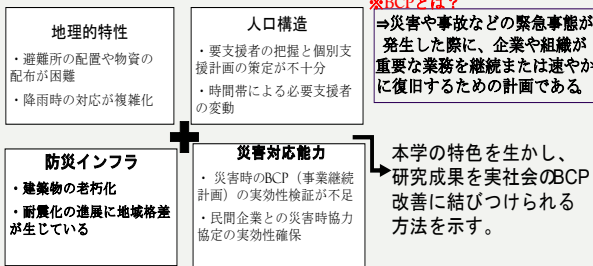 地理的特性
・避難所の配置や物資の
配布が困難
・降雨時の対応が複雑化
人口構造
・要支援者の把握と個別支
援計画の策定が不十分
・時間帯による必要支援者
の変動
※BCPとは?
⇒災害や事故などの緊急事態が
発生した際に、企業や組織が
重要な業務を継続または速やか
に復旧するための計画である
防災インフラ
・建築物の老朽化
・耐震化の進展に地域格差
が生じている
災害対応能力
・ 災害時のBCP（事業継続
計画）の実効性検証が不足
・民間企業との災害時協力
協定の実効性確保
本学の特色を生かし、
研究成果を実社会のBCP
改善に結びつけられる
方法を示す。